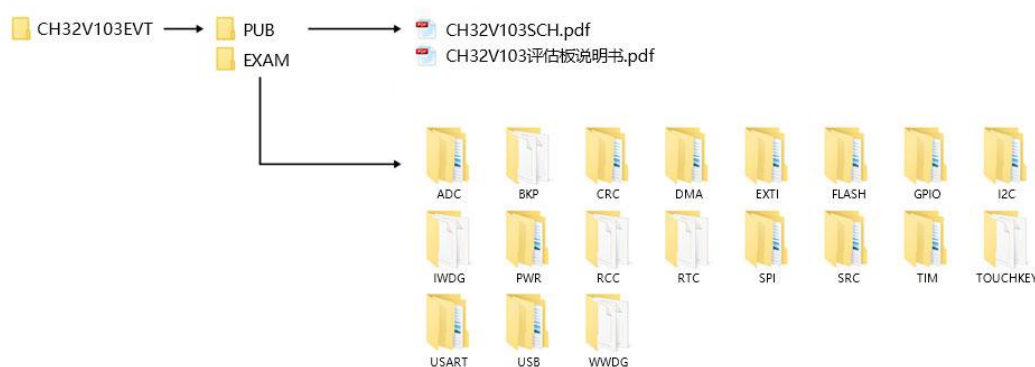 CH32V103EVT PUB CH32V103SCH.pdf
EXAM CH32V103评估板说明书.pdf
ADC BKP CRC DMA EXTI FLASH GPIO I2C
IWDG PWR RCC RTC SPI SRC TIM TOUCHKEY
USART USB WWDG